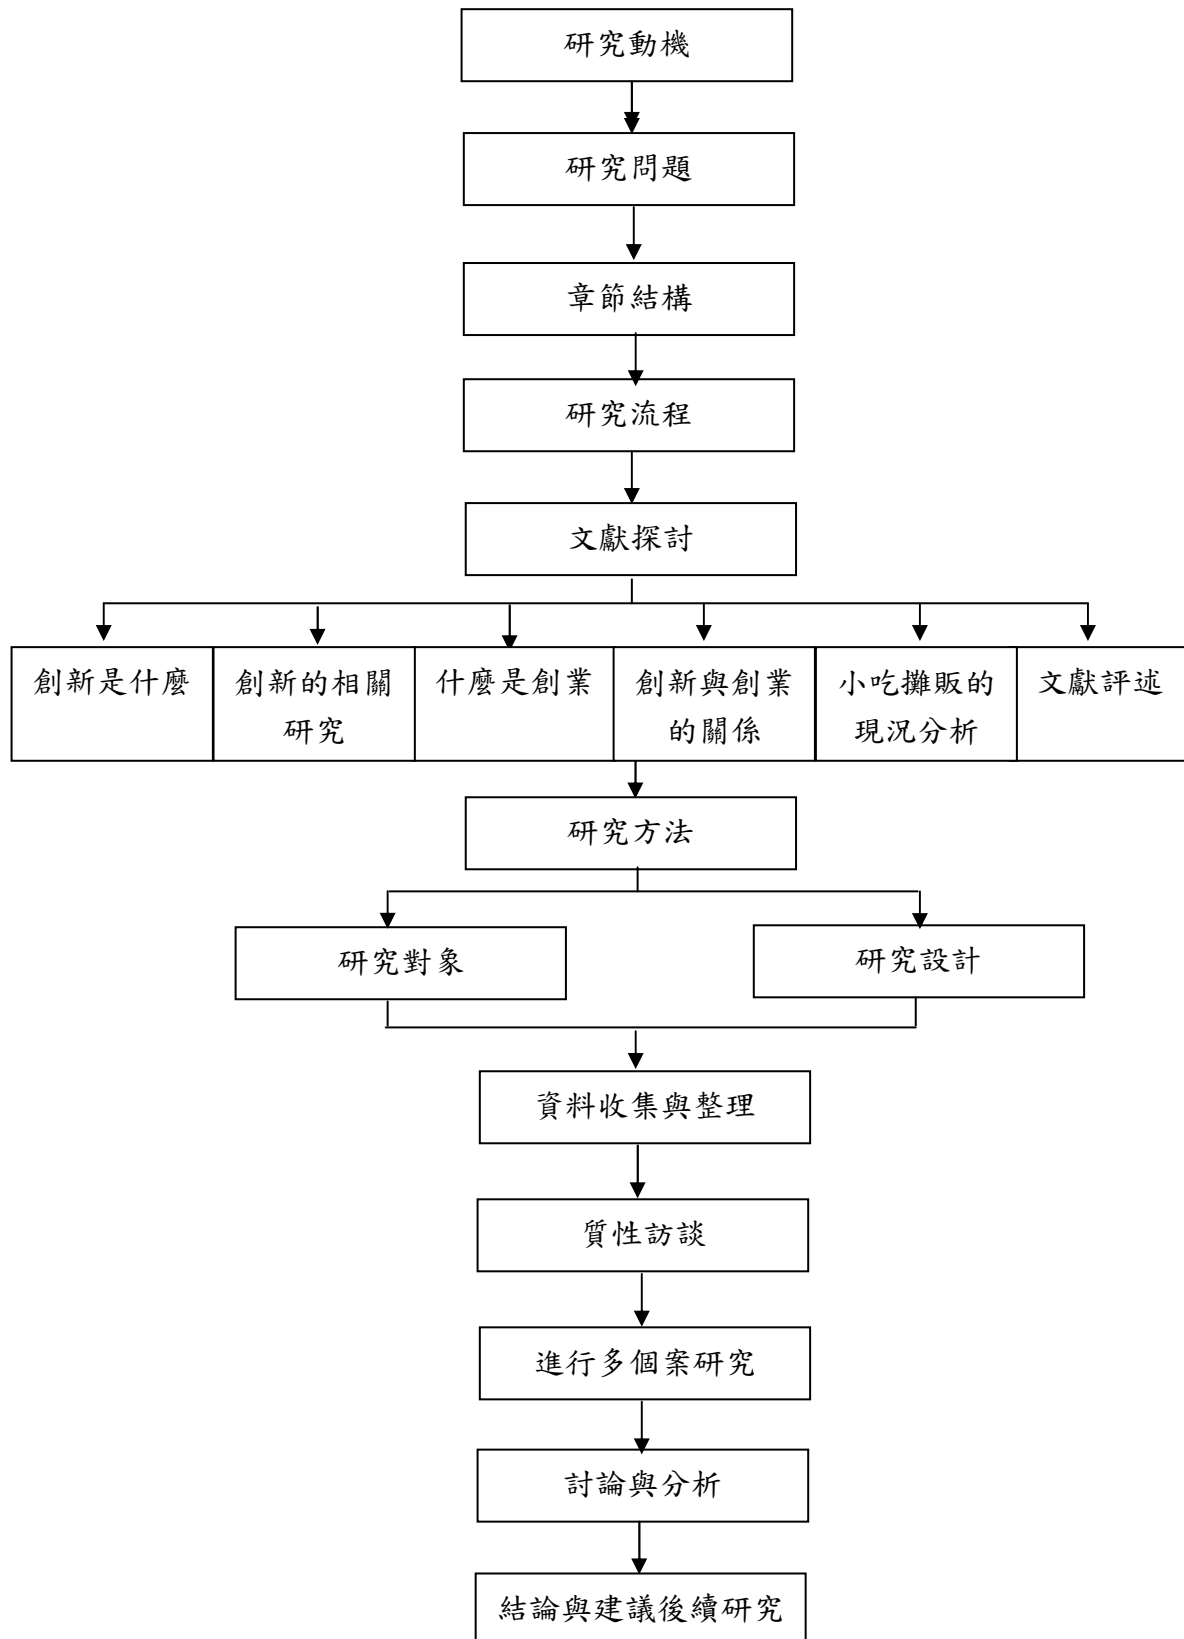 研究動機
研究問題
章節結構
研究流程
文獻探討
創新是什麼
創新的相關
研究
什麼是創業
創新與創業
的關係
小吃攤販的
現況分析
文獻評述
研究方法
研究對象
研究設計
資料收集與整理
質性訪談
進行多個案研究
討論與分析
結論與建議後續研究